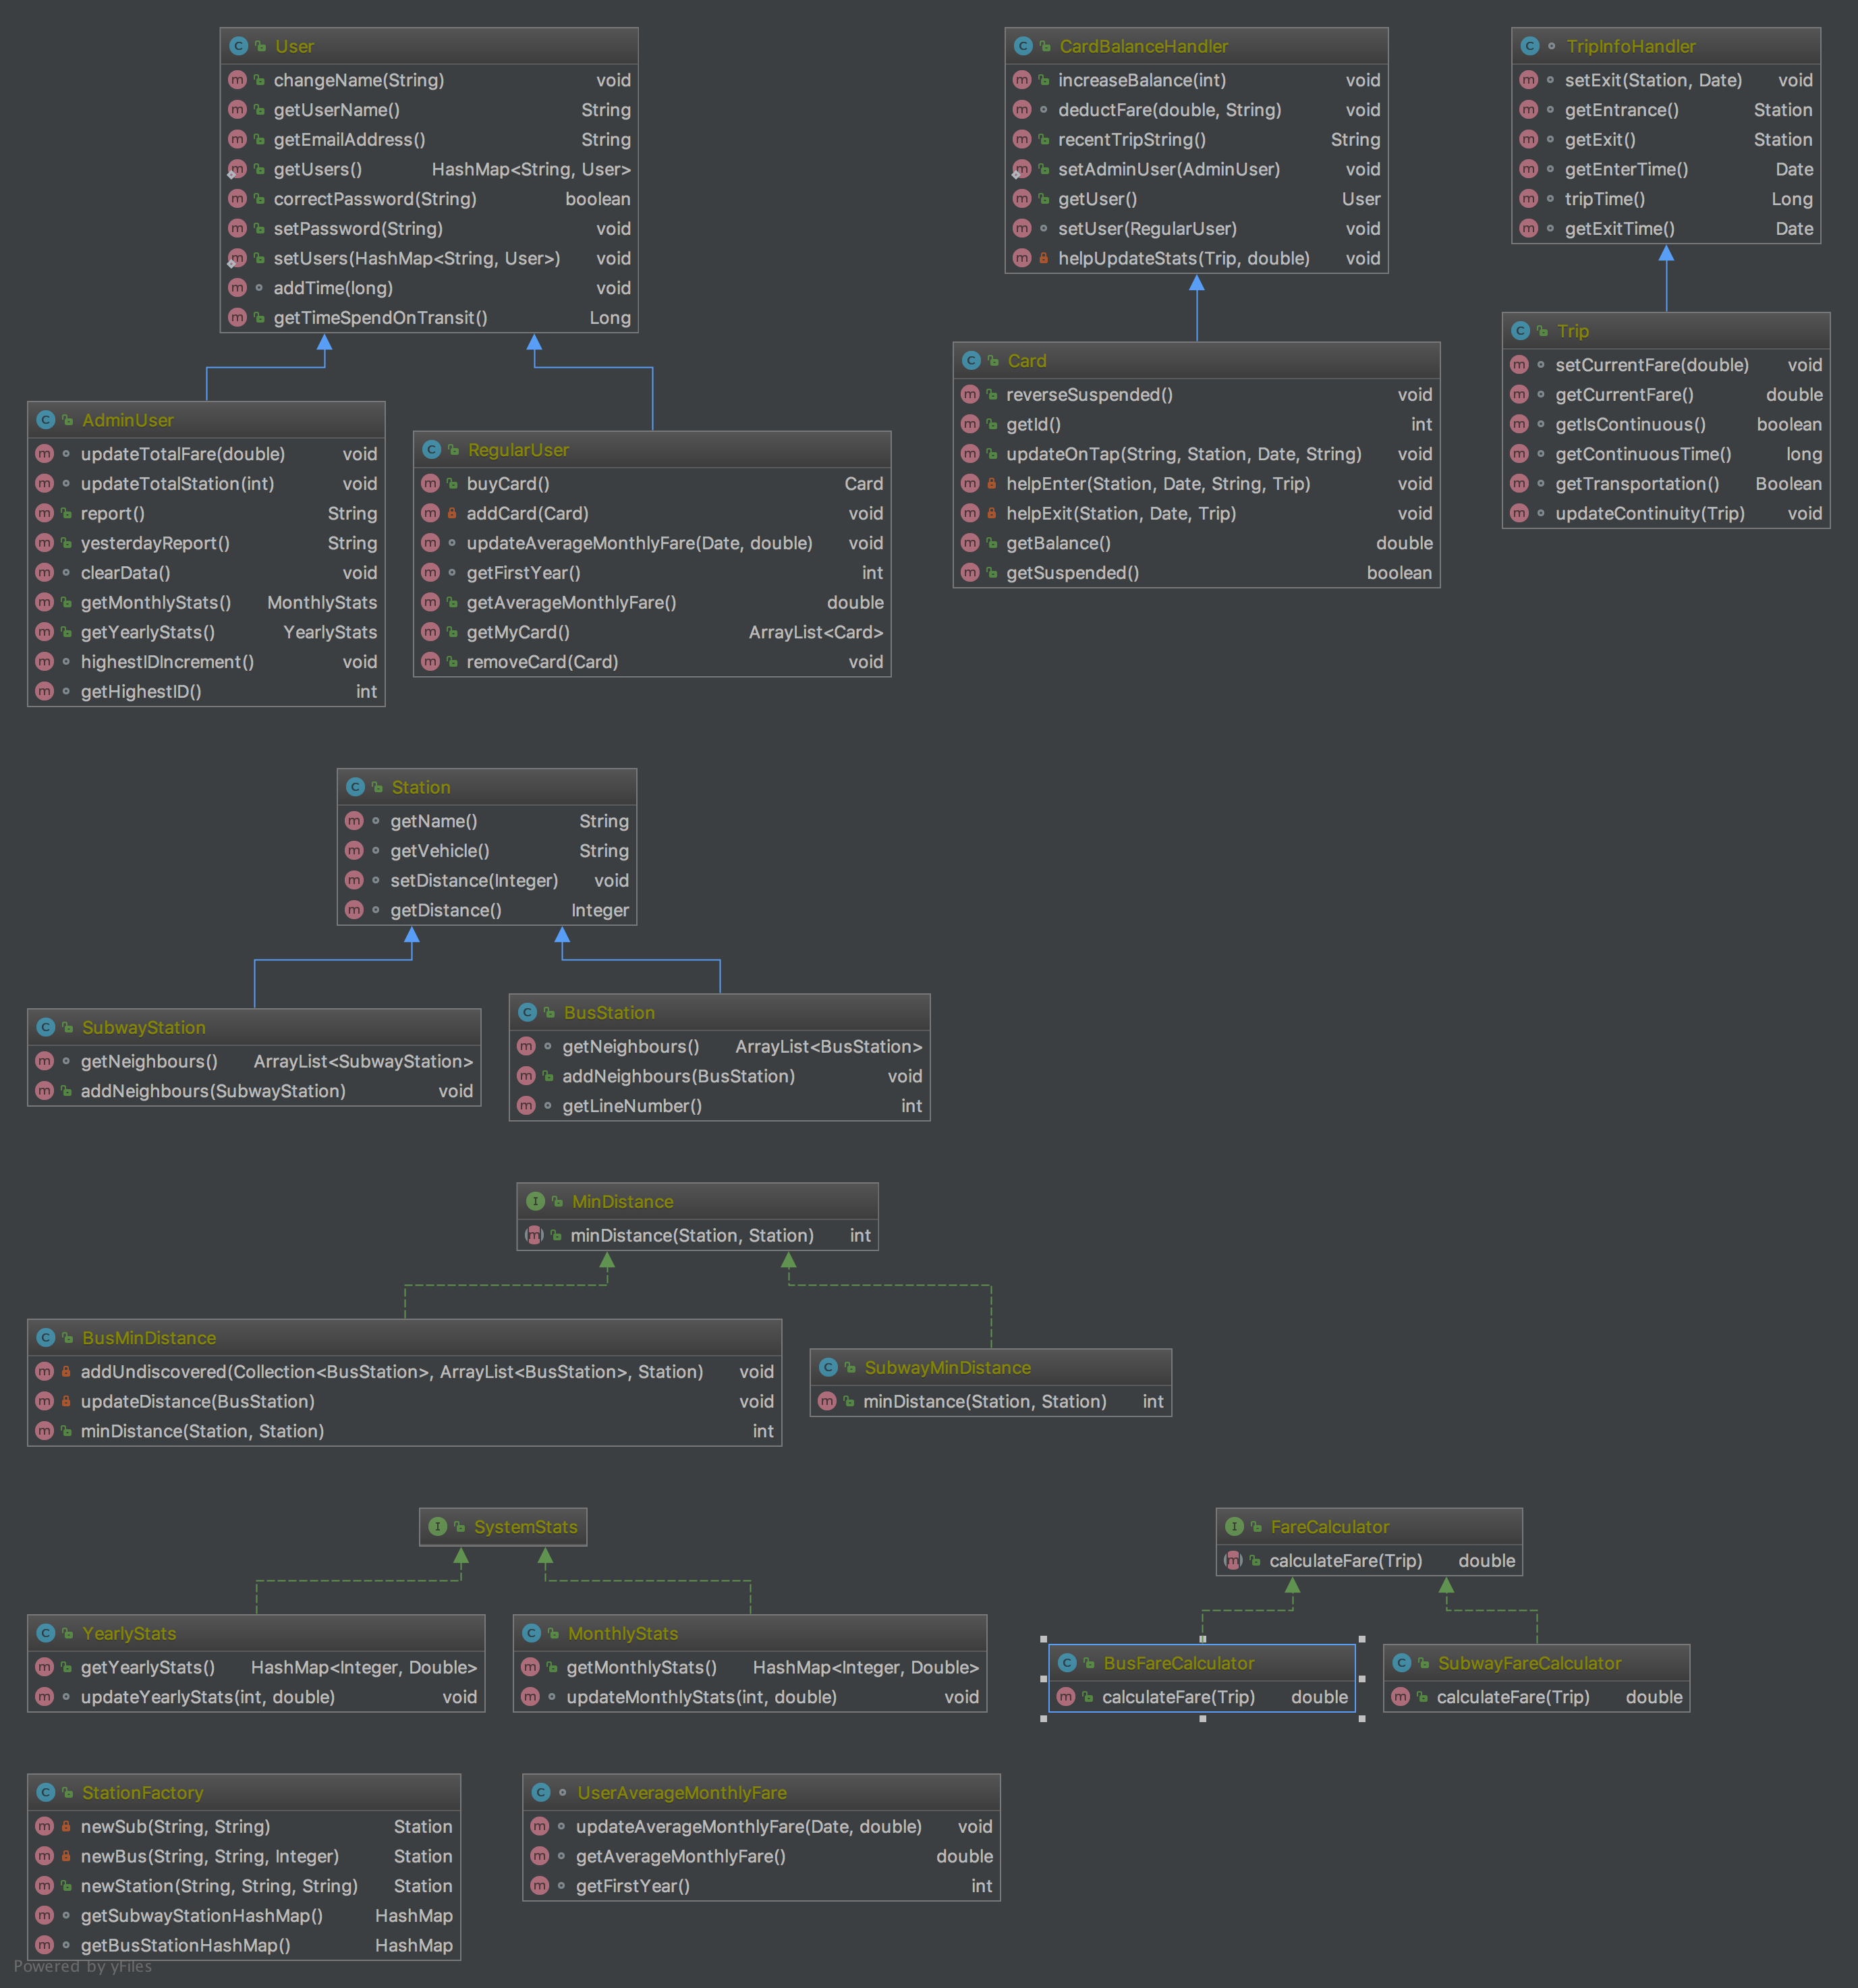 User
changeName(String) void
getUserName() String
getEmailAddress() String
getUsers() HashMap<String, User>
correctPassword(String) boolean
setPassword(String) void
setUsers(HashMap<String, User>) void
addTime(long) void
getTimeSpendOnTransit() Long
CardBalanceHandler
increaseBalance(int) void
deductFare(double, String) void
recentTripString() String
setAdminUser(AdminUser) void
getUser() User
setUser(RegularUser) void
helpUpdateStats(Trip, double) void
TripInfoHandler
setExit(Station, Date) void
getEntrance() Station
getExit() Station
getEnterTime() Date
tripTime() Long
getExitTime() Date
AdminUser
updateTotalFare(double) void
updateTotalStation(int) void
report() String
yesterdayReport() String
clearData() void
getMonthlyStats() MonthlyStats
getYearlyStats() YearlyStats
highestIDIncrement() void
getHighestID() int
RegularUser
buyCard() Card
addCard(Card) void
updateAverageMonthlyFare(Date, double) void
getFirstYear() int
getAverageMonthlyFare() double
getMyCard() ArrayList<Card>
removeCard(Card) void
Card
reverseSuspended() void
getId() int
updateOnTap(String, Station, Date, String) void
helpEnter(Station, Date, String, Trip) void
helpExit(Station, Date, Trip) void
getBalance() double
getSuspended() boolean
Trip
setCurrentFare(double) void
getCurrentFare() double
getIsContinuous() boolean
getContinuousTime() long
getTransportation() Boolean
updateContinuity(Trip) void
Station
getName() String
getVehicle() String
setDistance(Integer) void
getDistance() Integer
SubwayStation
getNeighbours() ArrayList<SubwayStation>
addNeighbours(SubwayStation) void
BusStation
getNeighbours() ArrayList<BusStation>
addNeighbours(BusStation) void
getLineNumber() int
MinDistance
minDistance(Station, Station) int
BusMinDistance
addUndiscovered(Collection<BusStation>, ArrayList<BusStation>, Station) void
updateDistance(BusStation) void
minDistance(Station, Station) int
SubwayMinDistance
minDistance(Station, Station) int
SystemStats
FareCalculator
calculateFare(Trip) double
YearlyStats
getYearlyStats() HashMap<Integer, Double>
updateYearlyStats(int, double) void
MonthlyStats
getMonthlyStats() HashMap<Integer, Double>
updateMonthlyStats(int, double) void
BusFareCalculator
calculateFare(Trip) double
SubwayFareCalculator
calculateFare(Trip) double
StationFactory
newSub(String, String) Station
newBus(String, String, Integer) Station
newStation(String, String, String) Station
getSubwayStationHashMap() HashMap
getBusStationHashMap() HashMap
UserAverageMonthlyFare
updateAverageMonthlyFare(Date, double) void
getAverageMonthlyFare() double
getFirstYear() int
Powered by yFiles